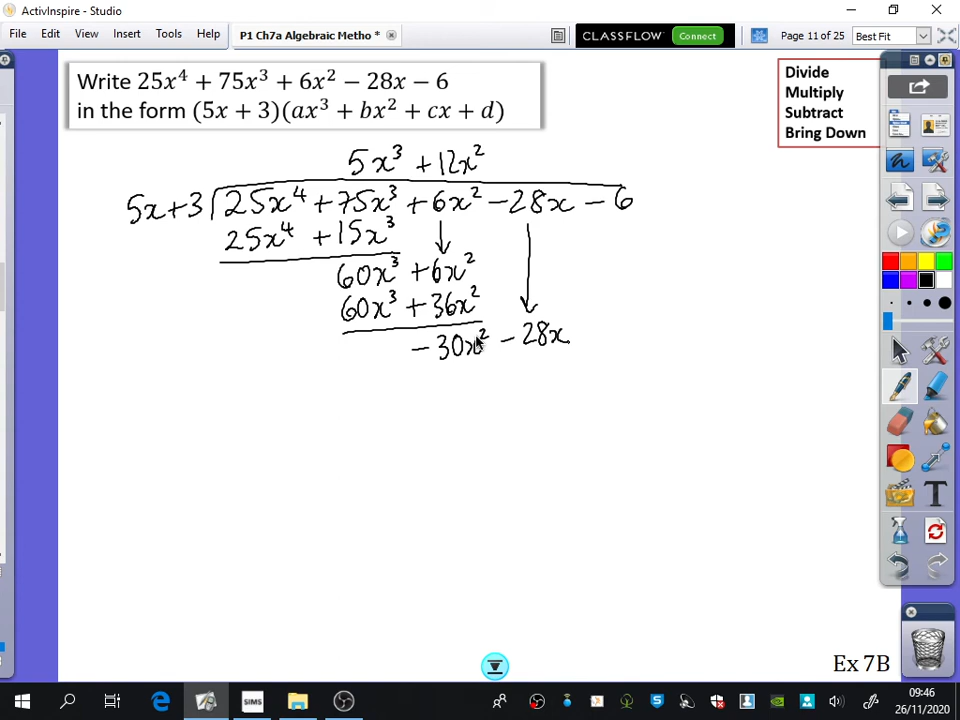 ActivInspire - Studio
File Edit View Insert Tools Help
P1 Ch7a Algebraic Metho *
CLASSFLOW Connect
Page 11 of 25
Best Fit
Write 25x⁴ + 75x³ + 6x² − 28x − 6
in the form (5x + 3)(ax³ + bx² + cx + d)
Divide
Multiply
Subtract
Bring Down
5x³ + 12x²
5x+3 25x⁴ + 75x³ + 6x² − 28x − 6
25x⁴ + 15x³
60x³ + 6x²
60x³ + 36x²
− 30x² − 28x
Ex 7B
SIMS
09:46
26/11/2020